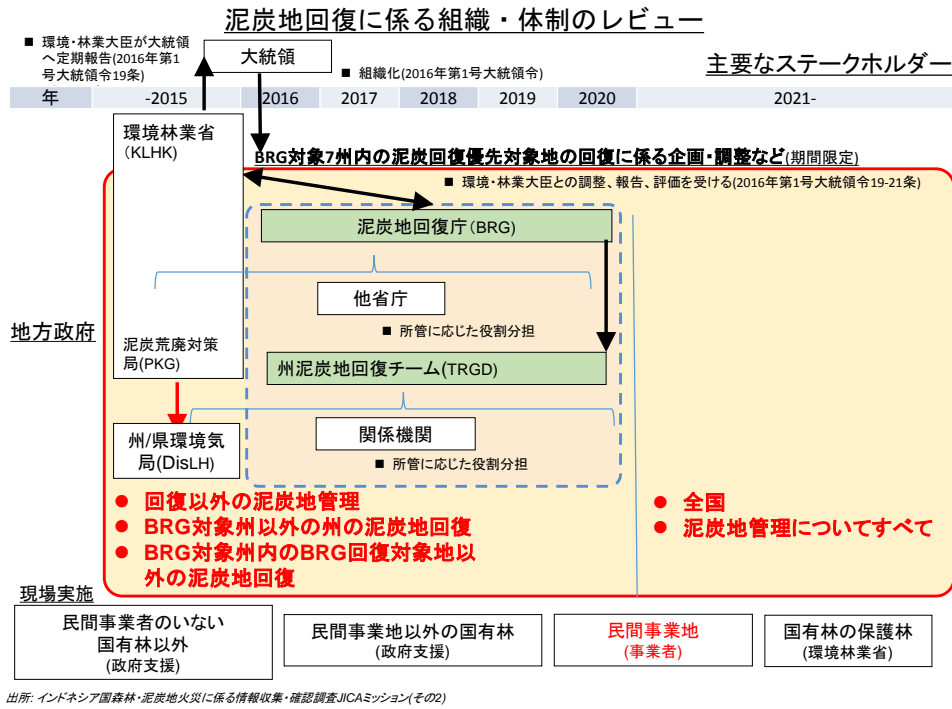 泥炭地回復に係る組織・体制のレビュー
■ 環境・林業大臣が大統領
へ定期報告(2016年第1
号大統領令19条)
大統領
■ 組織化(2016年第1号大統領令)
主要なステークホルダー
年 -2015 2016 2017 2018 2019 2020 2021-
環境林業省
(KLHK)
BRG対象7州内の泥炭回復優先対象地の回復に係る企画・調整など(期間限定)
■ 環境・林業大臣との調整、報告、評価を受ける(2016年第1号大統領令19-21条)
泥炭地回復庁(BRG)
他省庁
■ 所管に応じた役割分担
地方政府
泥炭荒廃対策
局(PKG)
州泥炭地回復チーム(TRGD)
州/県環境気
局(DisLH)
関係機関
■ 所管に応じた役割分担
● 回復以外の泥炭地管理
● BRG対象州以外の州の泥炭地回復
● BRG対象州内のBRG回復対象地以
外の泥炭地回復
● 全国
● 泥炭地管理についてすべて
現場実施
民間事業者のいない
国有林以外
(政府支援)
民間事業地以外の国有林
(政府支援)
民間事業地
(事業者)
国有林の保護林
(環境林業省)
出所: インドネシア国森林・泥炭地火災に係る情報収集・確認調査JICAミッション(その2)